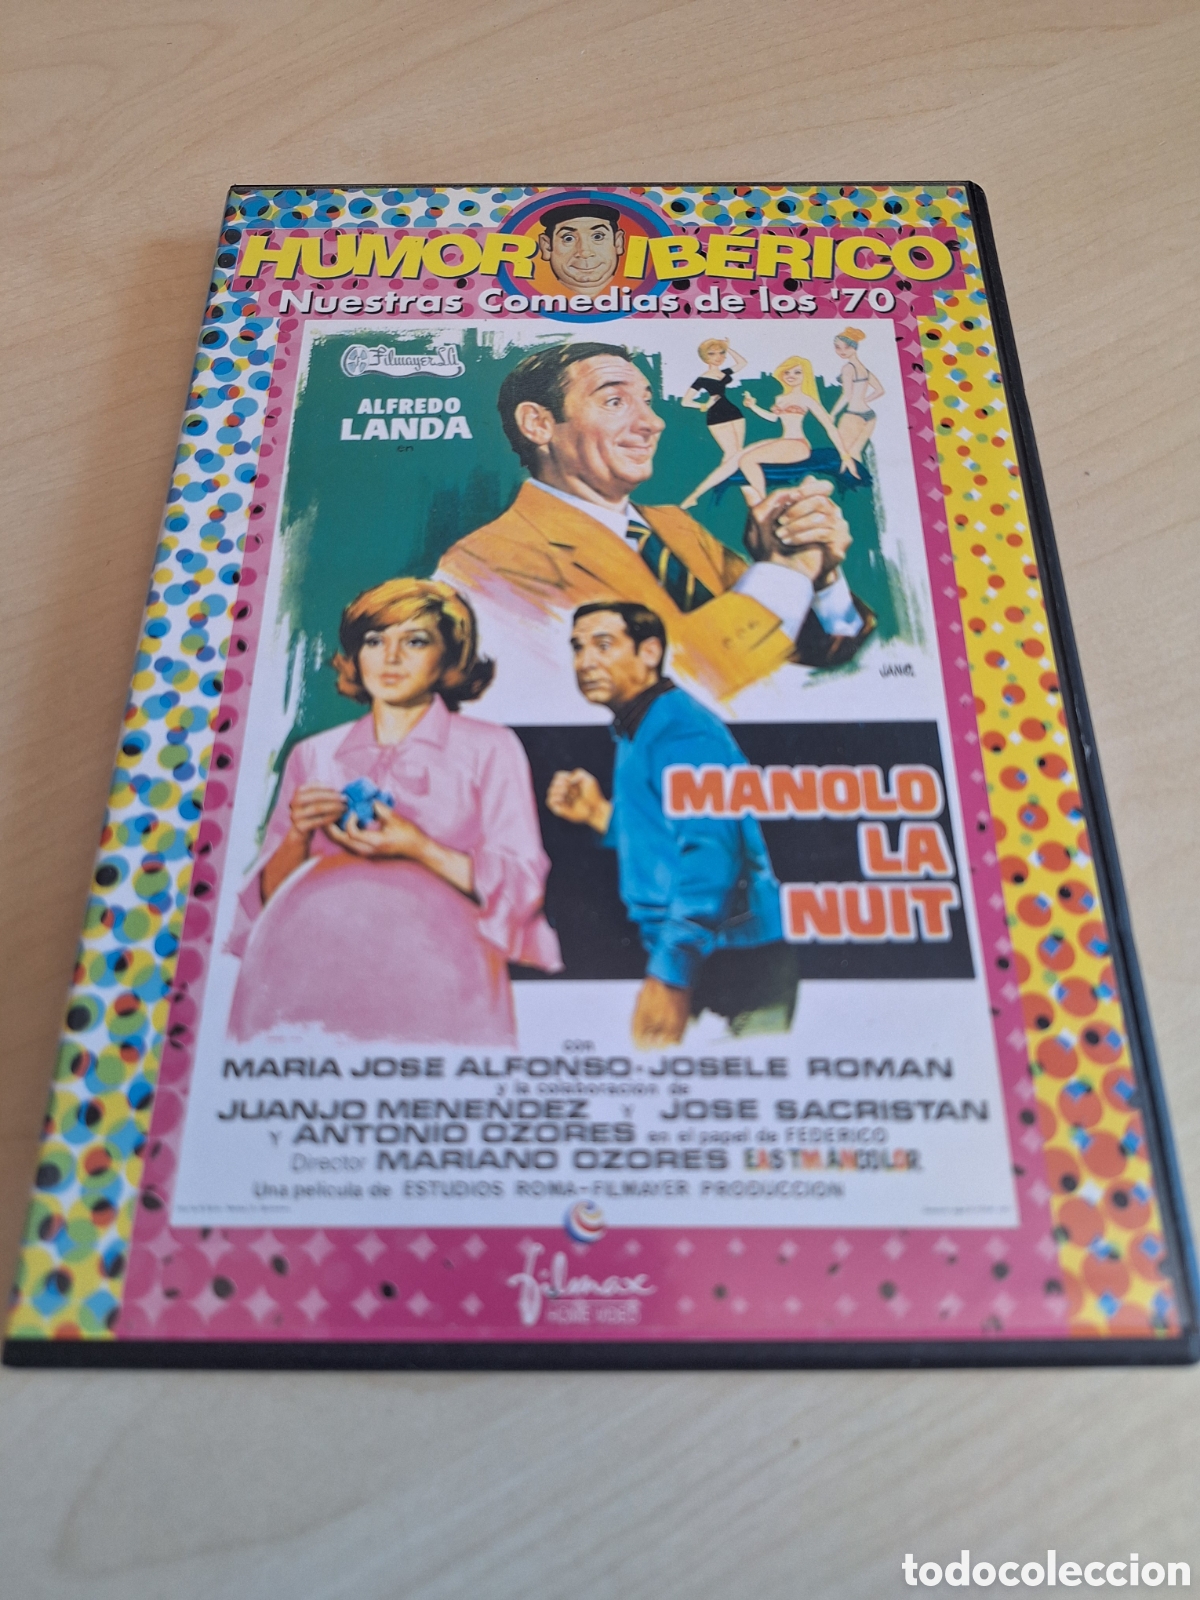 HUMOR IBÉRICO
Nuestras Comedias de los '70
Filmayer S.A
ALFREDO
LANDA
en
JANO
MANOLO
LA
NUIT
con
MARIA JOSE ALFONSO - JOSELE ROMAN
y la colaboracion de
JUANJO MENENDEZ Y JOSE SACRISTAN
Y ANTONIO OZORES en el papel de FEDERICO
Director MARIANO OZORES EASTMANCOLOR
Una pelicula de ESTUDIOS ROMA-FILMAYER PRODUCCION
filmax
HOME VIDEO
todocoleccion